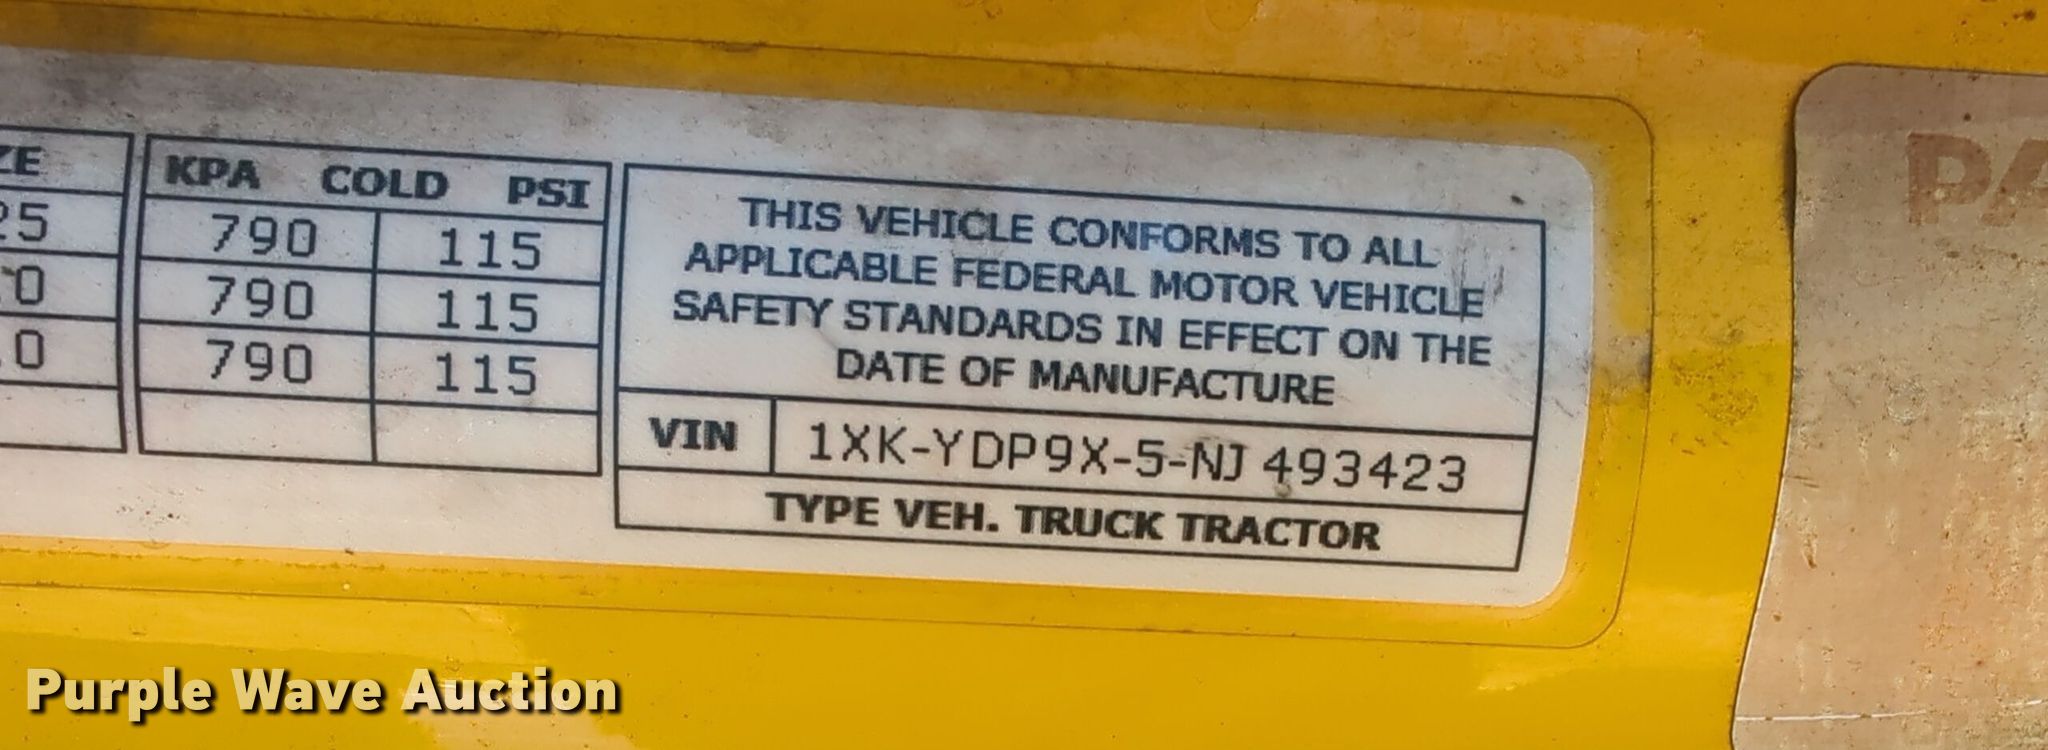 ZE
25
0
.0
KPA COLD PSI
790 115
790 115
790 115
THIS VEHICLE CONFORMS TO ALL
APPLICABLE FEDERAL MOTOR VEHICLE
SAFETY STANDARDS IN EFFECT ON THE
DATE OF MANUFACTURE
VIN 1XK-YDP9X-5-NJ 493423
TYPE VEH. TRUCK TRACTOR
PA
Purple Wave Auction